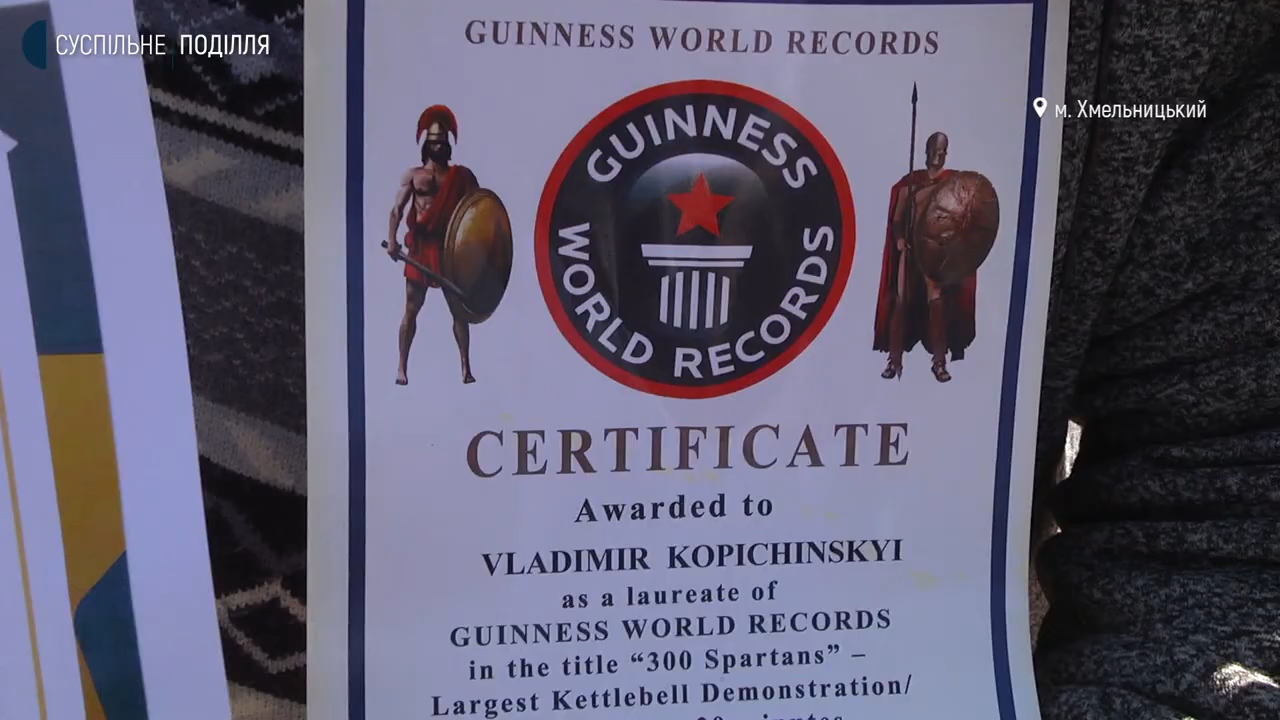 СУСПІЛЬНЕ ПОДІЛЛЯ
GUINNESS WORLD RECORDS
м. Хмельницький
GUINNESS
WORLD RECORDS
CERTIFICATE
Awarded to
VLADIMIR KOPICHINSKYI
as a laureate of
GUINNESS WORLD RECORDS
in the title “300 Spartans” –
Largest Kettlebell Demonstration/